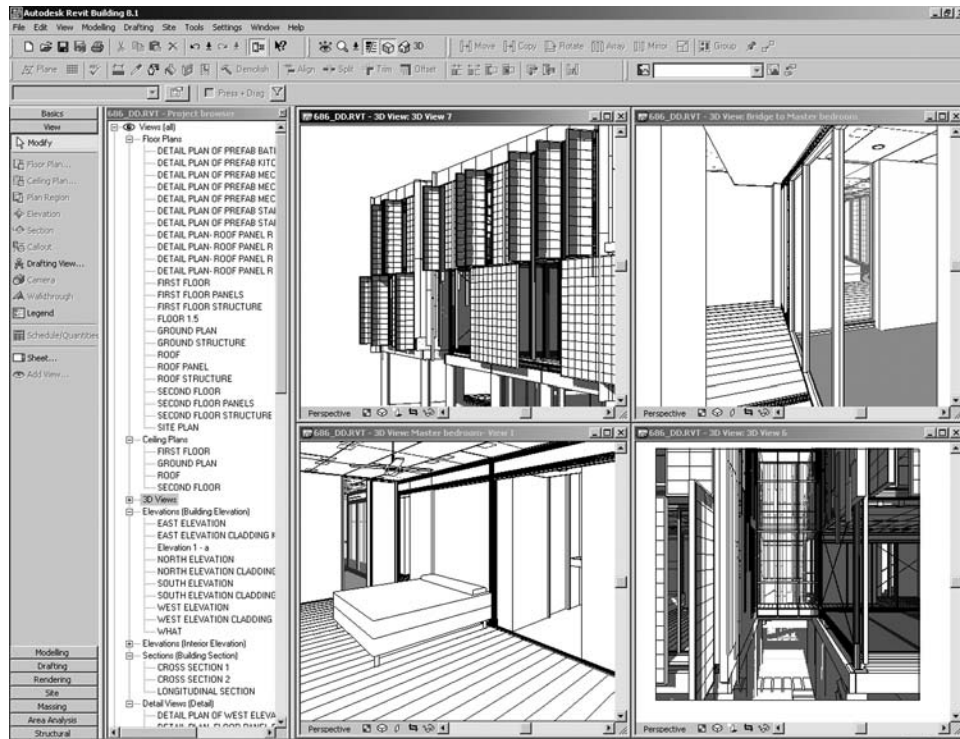 Autodesk Revit Building 8.1
File Edit View Modelling Drafting Site Tools Settings Window Help
3D Move Copy Rotate Array Mirror Group
Plane Demolish Align Split Trim Offset
Press + Drag
Basics
View
Modify
Floor Plan...
Ceiling Plan...
Plan Region
Elevation
Section
Callout
Drafting View...
Camera
Walkthrough
Legend
Schedule/Quantities
Sheet...
Add View...
Modelling
Drafting
Rendering
Site
Massing
Area Analysis
Structural
686_DD.RVT - Project browser
Views (all)
Floor Plans
DETAIL PLAN OF PREFAB BAT
DETAIL PLAN OF PREFAB KITC
DETAIL PLAN OF PREFAB MEC
DETAIL PLAN OF PREFAB MEC
DETAIL PLAN OF PREFAB MEC
DETAIL PLAN OF PREFAB STAI
DETAIL PLAN OF PREFAB STAI
DETAIL PLAN- ROOF PANEL R
DETAIL PLAN- ROOF PANEL R
DETAIL PLAN- ROOF PANEL R
DETAIL PLAN- ROOF PANEL R
FIRST FLOOR
FIRST FLOOR PANELS
FIRST FLOOR STRUCTURE
FLOOR 1.5
GROUND PLAN
GROUND STRUCTURE
ROOF
ROOF PANEL
ROOF STRUCTURE
SECOND FLOOR
SECOND FLOOR PANELS
SECOND FLOOR STRUCTURE
SITE PLAN
Ceiling Plans
FIRST FLOOR
GROUND PLAN
ROOF
SECOND FLOOR
3D Views
Elevations (Building Elevation)
EAST ELEVATION
EAST ELEVATION CLADDING K
Elevation 1 - a
NORTH ELEVATION
NORTH ELEVATION CLADDING
SOUTH ELEVATION
SOUTH ELEVATION CLADDING
WEST ELEVATION
WEST ELEVATION CLADDING
WHAT
Elevations (Interior Elevation)
Sections (Building Section)
CROSS SECTION 1
CROSS SECTION 2
LONGITUDINAL SECTION
Detail Views (Detail)
DETAIL PLAN OF WEST ELEVA
686_DD.RVT - 3D View: 3D View 7
Perspective
686_DD.RVT - 3D View: Bridge to Master bedroom
Perspective
686_DD.RVT - 3D View: Master bedroom- View 1
Perspective
686_DD.RVT - 3D View: 3D View 6
Perspective